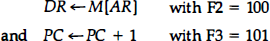 DR ← M[AR] with F2 = 100
and PC ← PC + 1 with F3 = 101